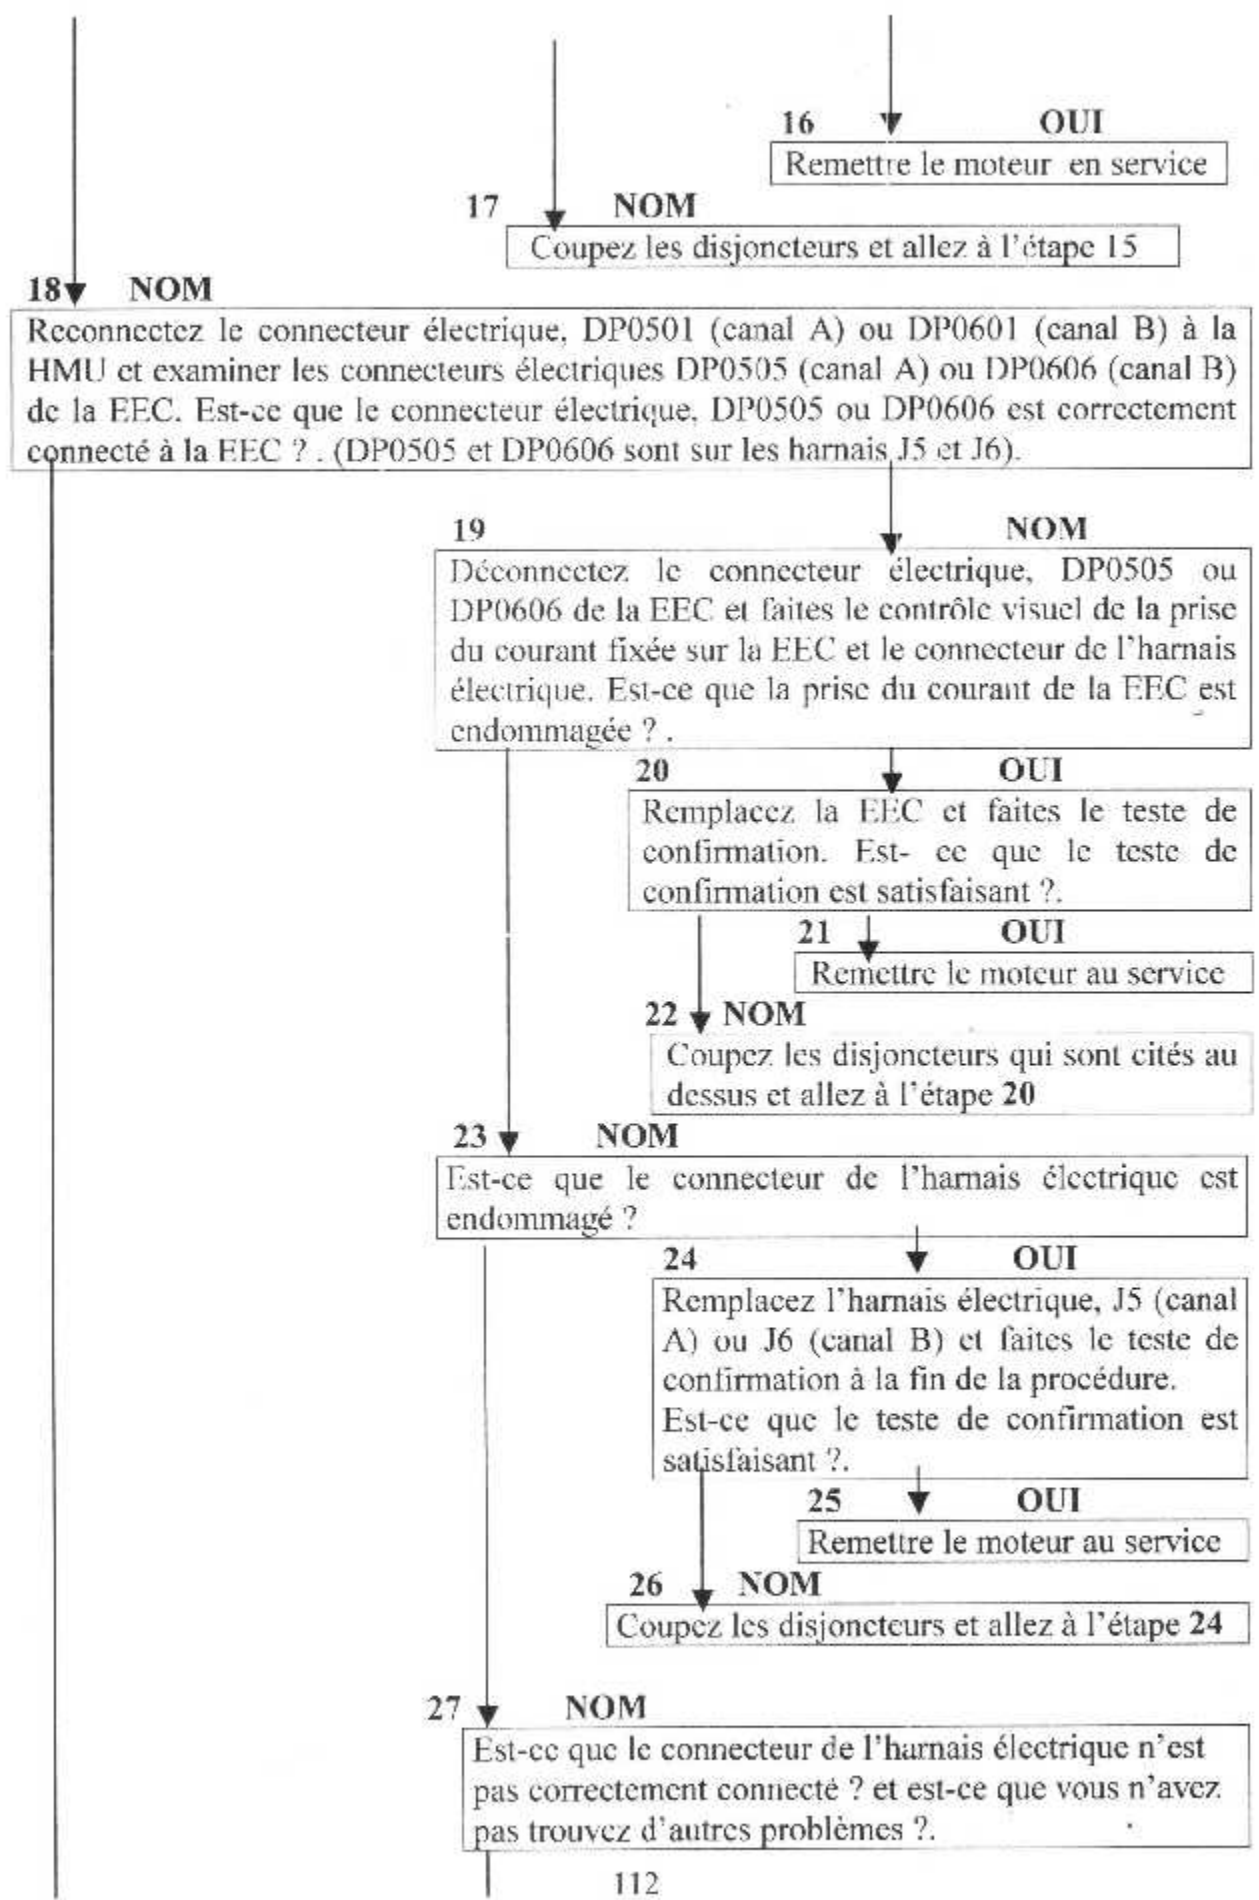 16 OUI
Remettre le moteur en service
17 NOM
Coupez les disjoncteurs et allez à l'étape 15
18 NOM
Reconnectez le connecteur électrique, DP0501 (canal A) ou DP0601 (canal B) à la
HMU et examiner les connecteurs électriques DP0505 (canal A) ou DP0606 (canal B)
de la EEC. Est-ce que le connecteur électrique, DP0505 ou DP0606 est correctement
connecté à la EEC ? . (DP0505 et DP0606 sont sur les harnais J5 et J6).
19 NOM
Déconnectez le connecteur électrique, DP0505 ou
DP0606 de la EEC et faites le contrôle visuel de la prise
du courant fixée sur la EEC et le connecteur de l'harnais
électrique. Est-ce que la prise du courant de la EEC est
endommagée ? .
20 OUI
Remplacez la EEC et faites le teste de
confirmation. Est- ce que le teste de
confirmation est satisfaisant ?.
21 OUI
Remettre le moteur au service
22 NOM
Coupez les disjoncteurs qui sont cités au
dessus et allez à l'étape 20
23 NOM
Est-ce que le connecteur de l'harnais électrique est
endommagé ?
24 OUI
Remplacez l'harnais électrique, J5 (canal
A) ou J6 (canal B) et faites le teste de
confirmation à la fin de la procédure.
Est-ce que le teste de confirmation est
satisfaisant ?.
25 OUI
Remettre le moteur au service
26 NOM
Coupez les disjoncteurs et allez à l'étape 24
27 NOM
Est-ce que le connecteur de l'harnais électrique n'est
pas correctement connecté ? et est-ce que vous n'avez
pas trouvez d'autres problèmes ?.
112